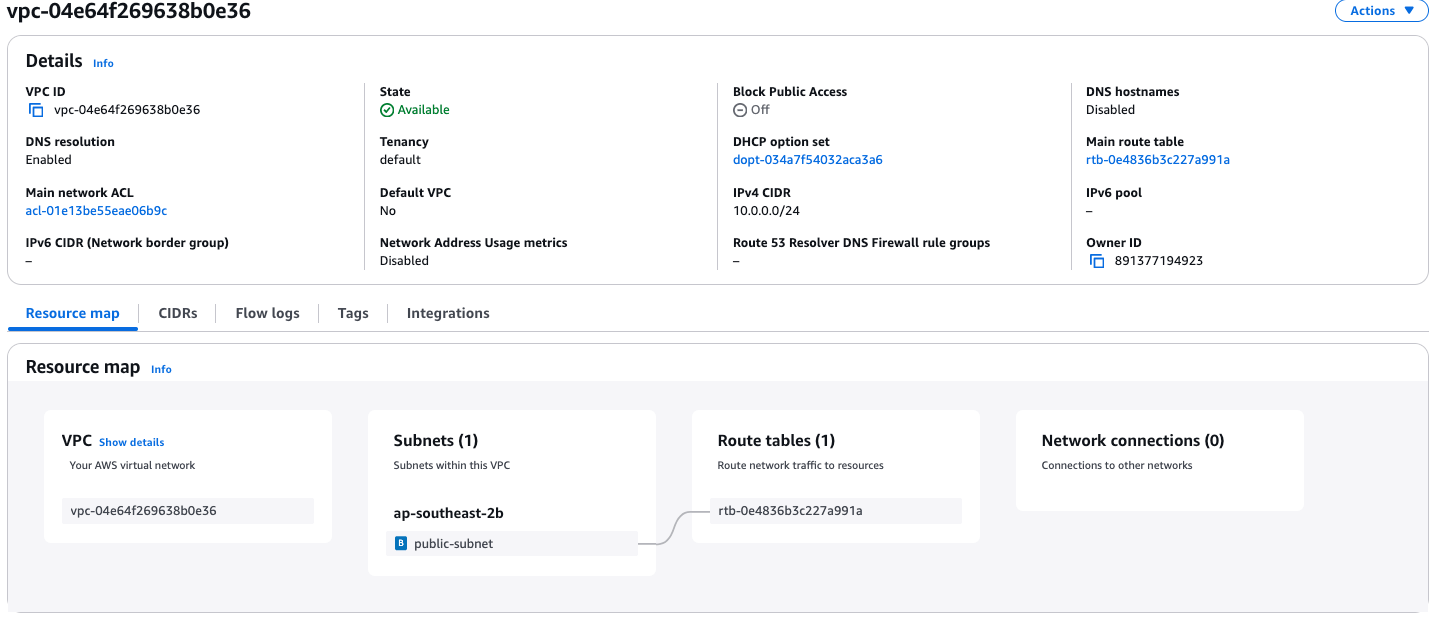 vpc-04e64f269638b0e36
Actions
Details Info
VPC ID
vpc-04e64f269638b0e36
State
Available
Block Public Access
Off
DNS hostnames
Disabled
DNS resolution
Enabled
Tenancy
default
DHCP option set
dopt-034a7f54032aca3a6
Main route table
rtb-0e4836b3c227a991a
Main network ACL
acl-01e13be55eae06b9c
Default VPC
No
IPv4 CIDR
10.0.0.0/24
IPv6 pool
–
IPv6 CIDR (Network border group)
–
Network Address Usage metrics
Disabled
Route 53 Resolver DNS Firewall rule groups
–
Owner ID
891377194923
Resource map
CIDRs
Flow logs
Tags
Integrations
Resource map Info
VPC Show details
Your AWS virtual network
vpc-04e64f269638b0e36
Subnets (1)
Subnets within this VPC
ap-southeast-2b
B public-subnet
Route tables (1)
Route network traffic to resources
rtb-0e4836b3c227a991a
Network connections (0)
Connections to other networks